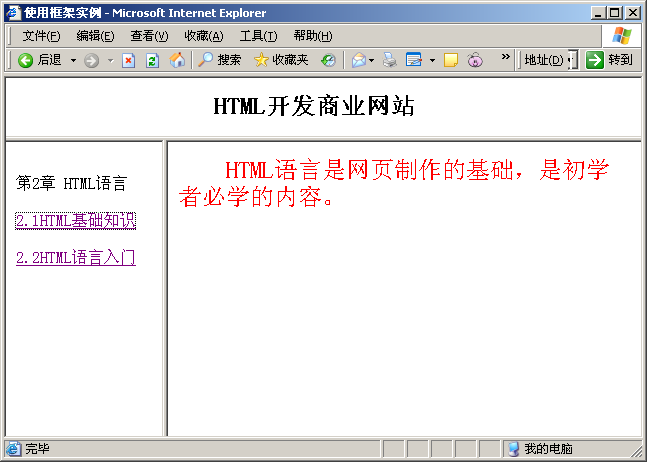 使用框架实例 - Microsoft Internet Explorer
文件(F) 编辑(E) 查看(V) 收藏(A) 工具(T) 帮助(H)
后退 搜索 收藏夹 » 地址(D) 转到
HTML开发商业网站
第2章 HTML语言
2.1HTML基础知识
2.2HTML语言入门
HTML语言是网页制作的基础，是初学
者必学的内容。
完毕 我的电脑